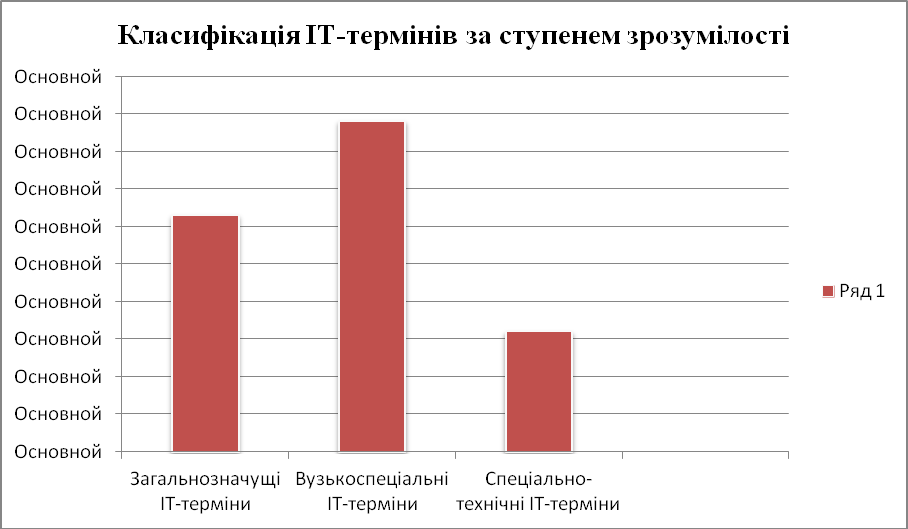 Класифікація ІТ-термінів за ступенем зрозумілості
Основной
Основной
Основной
Основной
Основной
Основной
Основной
Основной
Основной
Основной
Основной
Загальнозначущі
ІТ-терміни
Вузькоспеціальні
ІТ-терміни
Спеціально-
технічні ІТ-терміни
Ряд 1